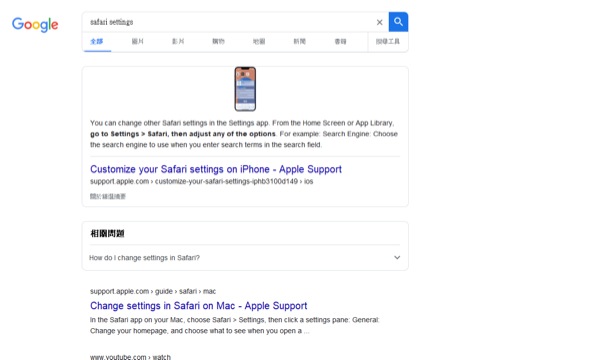 Google
safari settings
全部 圖片 影片 購物 地圖 新聞 書籍 搜尋工具
You can change other Safari settings in the Settings app. From the Home Screen or App Library,
go to Settings > Safari, then adjust any of the options. For example: Search Engine: Choose
the search engine to use when you enter search terms in the search field.
Customize your Safari settings on iPhone - Apple Support
support.apple.com › customize-your-safari-settings-iphb3100d149 › ios
關於精選摘要
相關問題
How do I change settings in Safari?
support.apple.com › guide › safari › mac
Change settings in Safari on Mac - Apple Support
In the Safari app on your Mac, choose Safari > Settings, then click a settings pane: General:
Change your homepage, and choose what to see when you open a ...
www.youtube.com › watch